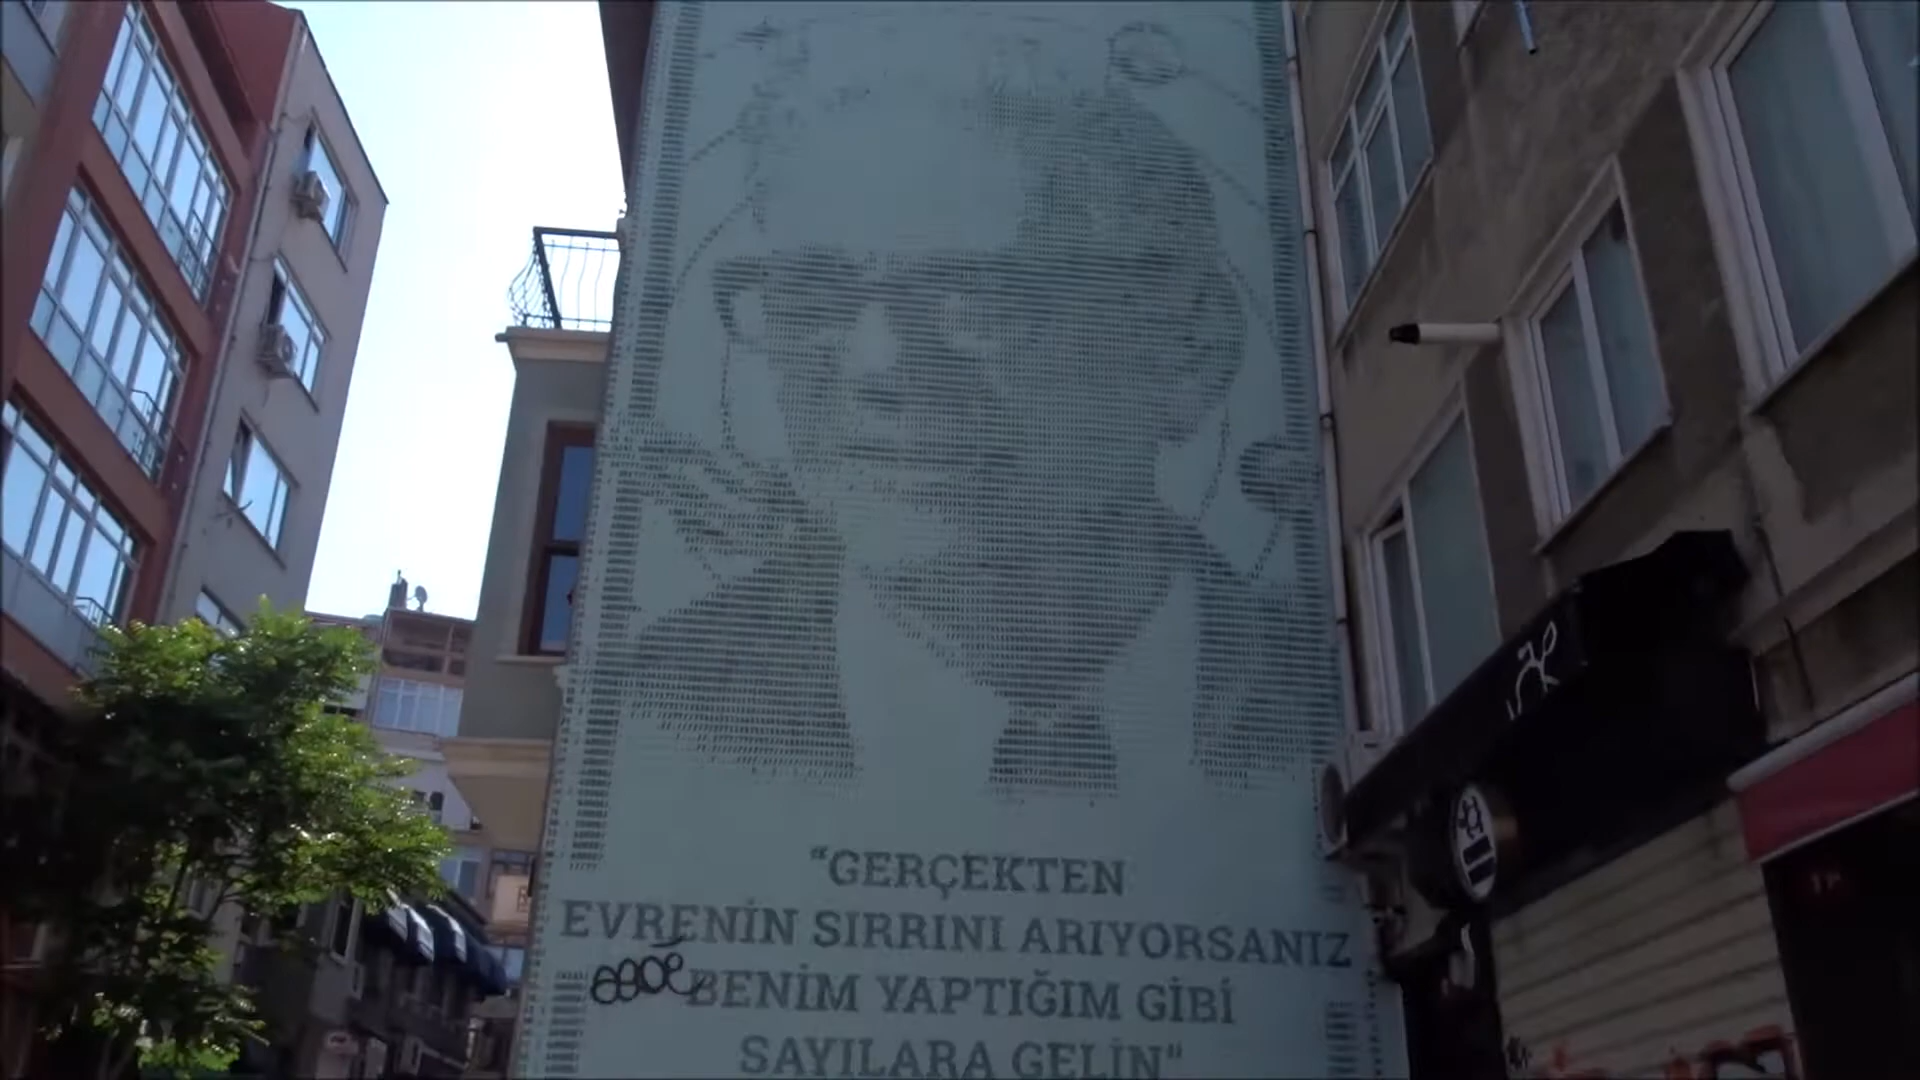 "GERÇEKTEN
EVRENİN SIRRINI ARIYORSANIZ
BENİM YAPTIĞIM GİBİ
SAYILARA GELİN"